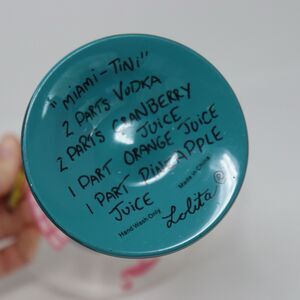 "MIAMI-TINI"
2 PARTS VODKA
2 PARTS CRANBERRY
JUICE
1 PART ORANGE JUICE
1 PART PINEAPPLE
JUICE
Made in China
Hand Wash Only
Lolita ®